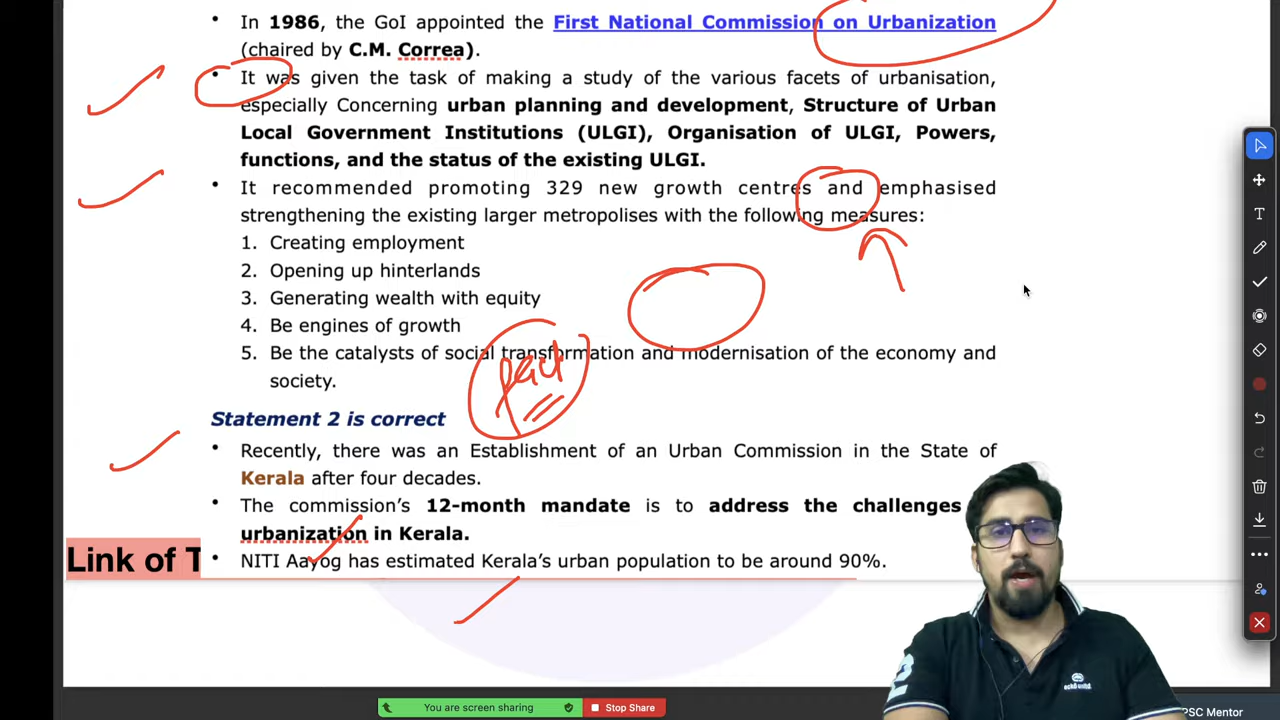 In 1986, the GoI appointed the First National Commission on Urbanization
(chaired by C.M. Correa).
It was given the task of making a study of the various facets of urbanisation,
especially Concerning urban planning and development, Structure of Urban
Local Government Institutions (ULGI), Organisation of ULGI, Powers,
functions, and the status of the existing ULGI.
It recommended promoting 329 new growth centres and emphasised
strengthening the existing larger metropolises with the following measures:
1. Creating employment
2. Opening up hinterlands
3. Generating wealth with equity
4. Be engines of growth
5. Be the catalysts of social transformation and modernisation of the economy and
society.
fact
Statement 2 is correct
Recently, there was an Establishment of an Urban Commission in the State of
Kerala after four decades.
The commission's 12-month mandate is to address the challenges
urbanization in Kerala.
NITI Aayog has estimated Kerala's urban population to be around 90%.
Link of T
2
ecko unltd
You are screen sharing
Stop Share
PSC Mentor